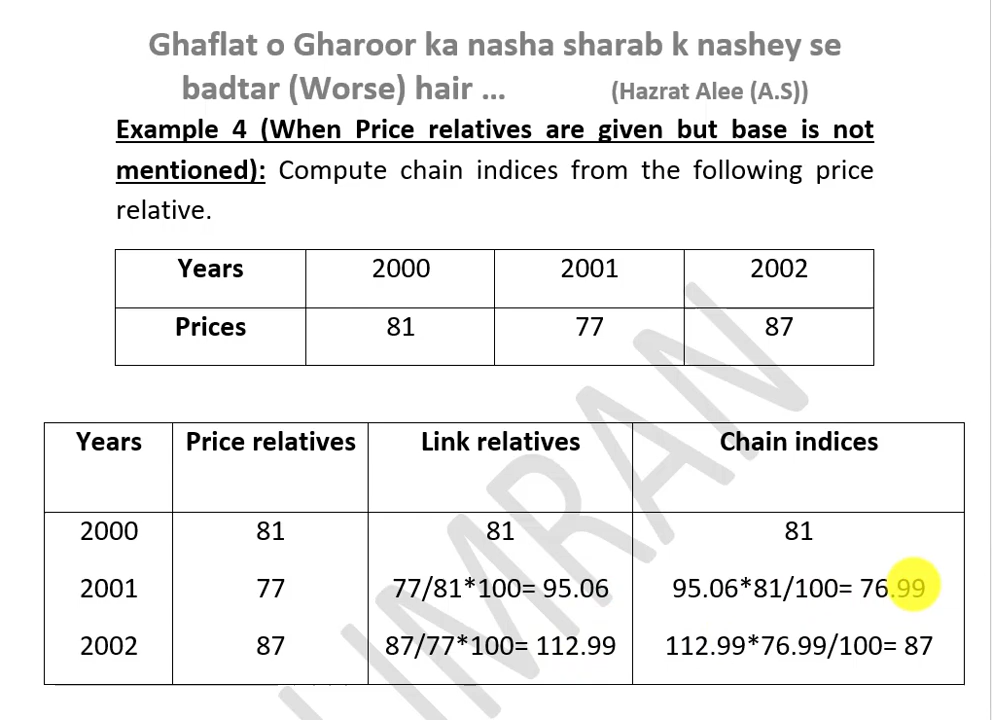 Ghaflat o Gharoor ka nasha sharab k nashey se
badtar (Worse) hair ... (Hazrat Alee (A.S))
Example 4 (When Price relatives are given but base is not
mentioned): Compute chain indices from the following price
relative.
Years 2000 2001 2002
Prices 81 77 87
Years Price relatives Link relatives Chain indices
2000 81 81 81
2001 77 77/81*100= 95.06 95.06*81/100= 76.99
2002 87 87/77*100= 112.99 112.99*76.99/100= 87
IMRAN